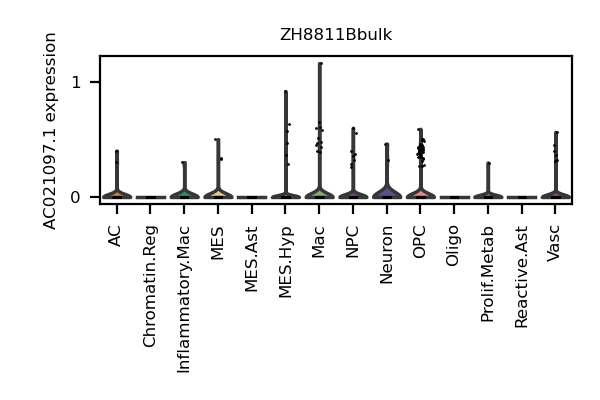 ZH8811Bbulk
AC021097.1 expression
1
0
AC
Chromatin.Reg
Inflammatory.Mac
MES
MES.Ast
MES.Hyp
Mac
NPC
Neuron
OPC
Oligo
Prolif.Metab
Reactive.Ast
Vasc